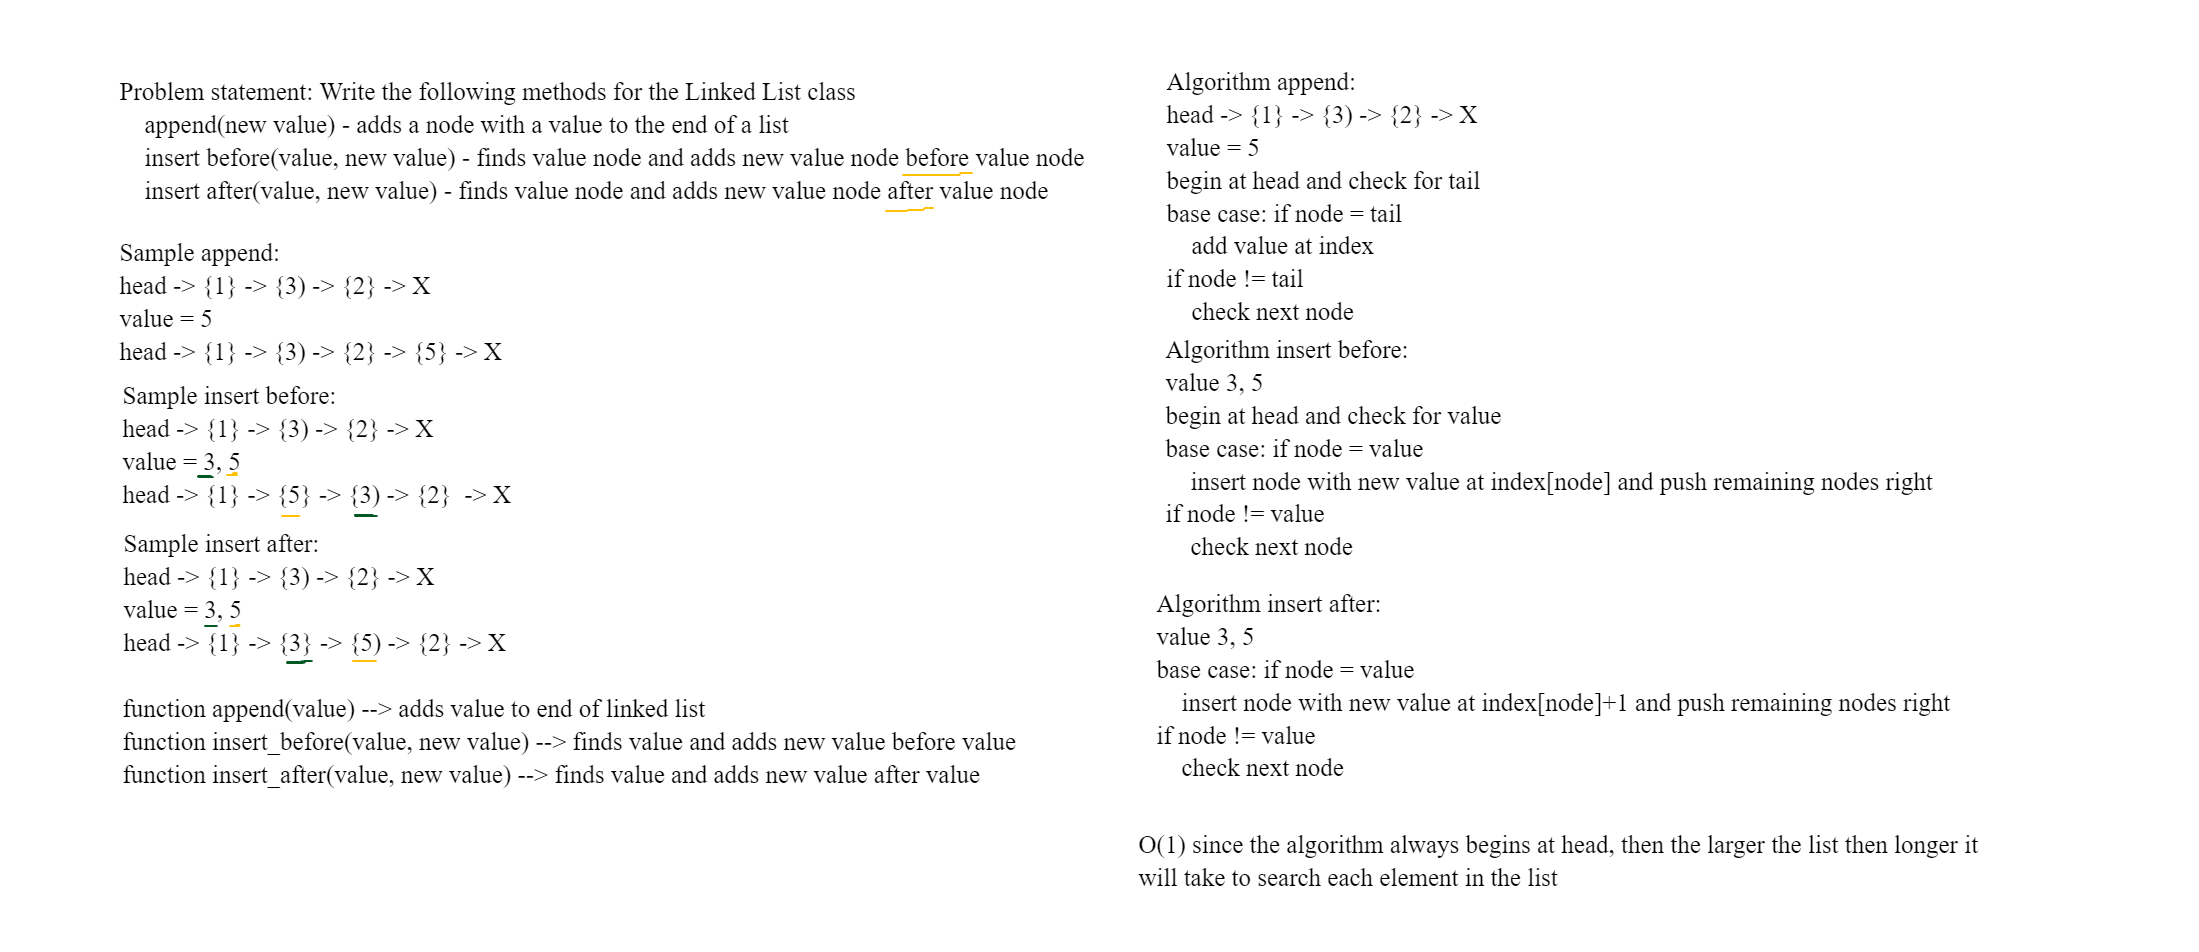 Problem statement: Write the following methods for the Linked List class
append(new value) - adds a node with a value to the end of a list
insert before(value, new value) - finds value node and adds new value node before value node
insert after(value, new value) - finds value node and adds new value node after value node
Sample append:
head -> {1} -> {3) -> {2} -> X
value = 5
head -> {1} -> {3) -> {2} -> {5} -> X
Sample insert before:
head -> {1} -> {3) -> {2} -> X
value = 3, 5
head -> {1} -> {5} -> {3) -> {2}  -> X
Sample insert after:
head -> {1} -> {3) -> {2} -> X
value = 3, 5
head -> {1} -> {3} -> {5) -> {2} -> X
function append(value) --> adds value to end of linked list
function insert_before(value, new value) --> finds value and adds new value before value
function insert_after(value, new value) --> finds value and adds new value after value
Algorithm append:
head -> {1} -> {3) -> {2} -> X
value = 5
begin at head and check for tail
base case: if node = tail
add value at index
if node != tail
check next node
Algorithm insert before:
value 3, 5
begin at head and check for value
base case: if node = value
insert node with new value at index[node] and push remaining nodes right
if node != value
check next node
Algorithm insert after:
value 3, 5
base case: if node = value
insert node with new value at index[node]+1 and push remaining nodes right
if node != value
check next node
O(1) since the algorithm always begins at head, then the larger the list then longer it
will take to search each element in the list